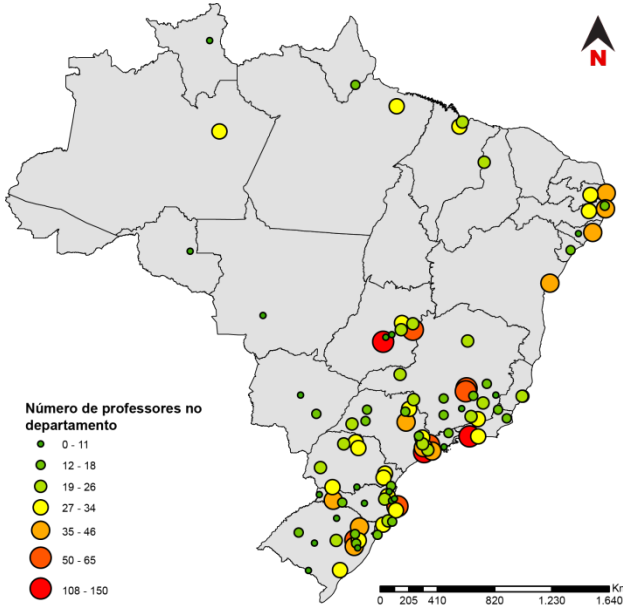 N
Número de professores no
departamento
0 - 11
12 - 18
19 - 26
27 - 34
35 - 46
50 - 65
108 - 150
Km
0 205 410 820 1.230 1.640